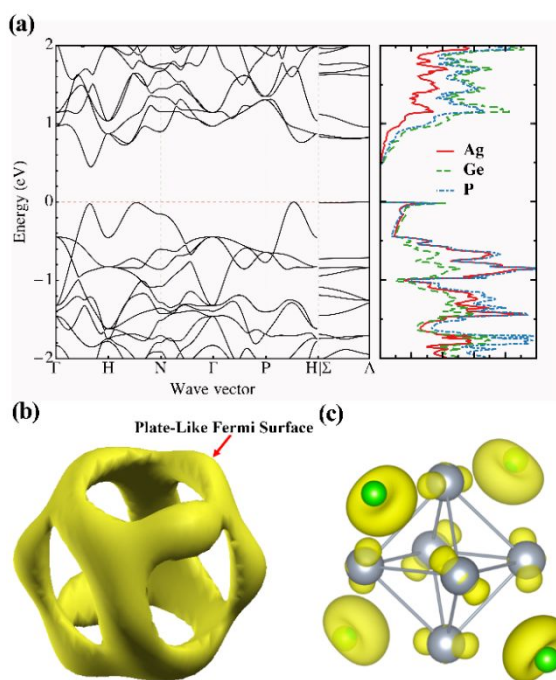 (a)
2
1
0
−1
−2
Energy (eV)
Γ H N Γ P H|Σ Λ
Wave vector
Ag
Ge
P
(b)
Plate-Like Fermi Surface
(c)